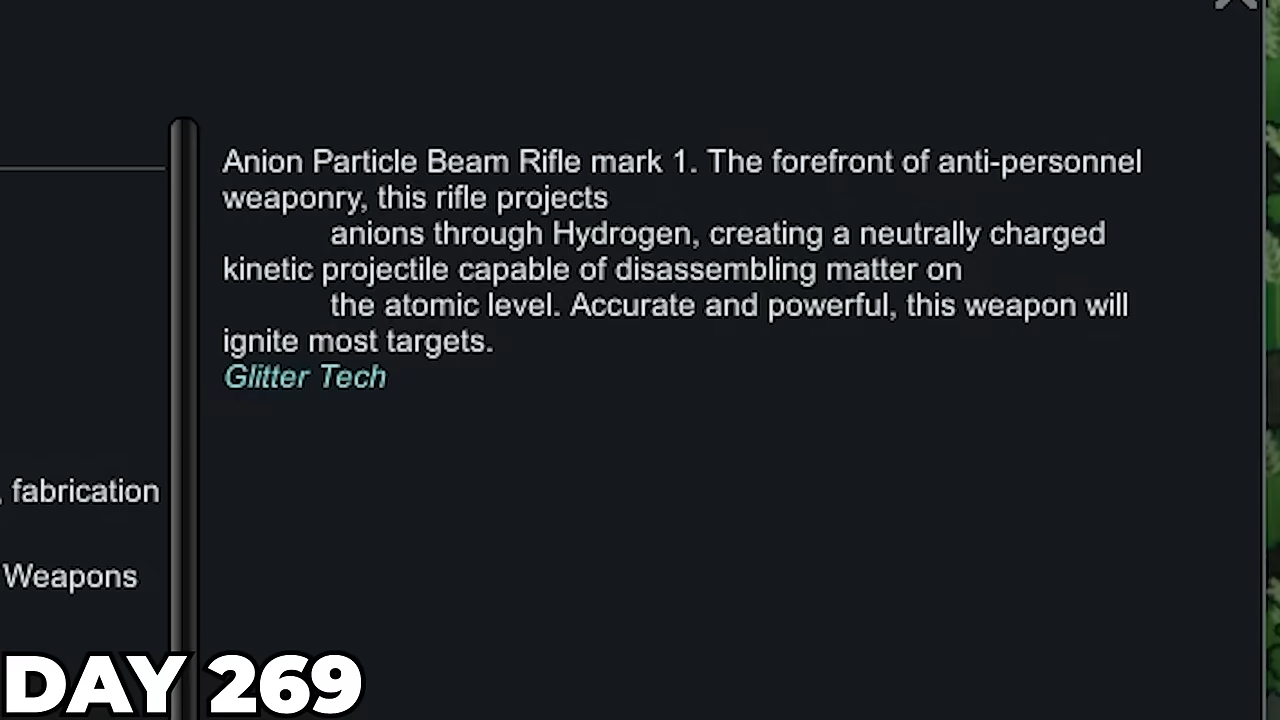 Anion Particle Beam Rifle mark 1. The forefront of anti-personnel
weaponry, this rifle projects
anions through Hydrogen, creating a neutrally charged
kinetic projectile capable of disassembling matter on
the atomic level. Accurate and powerful, this weapon will
ignite most targets.
Glitter Tech
, fabrication
Weapons
DAY 269